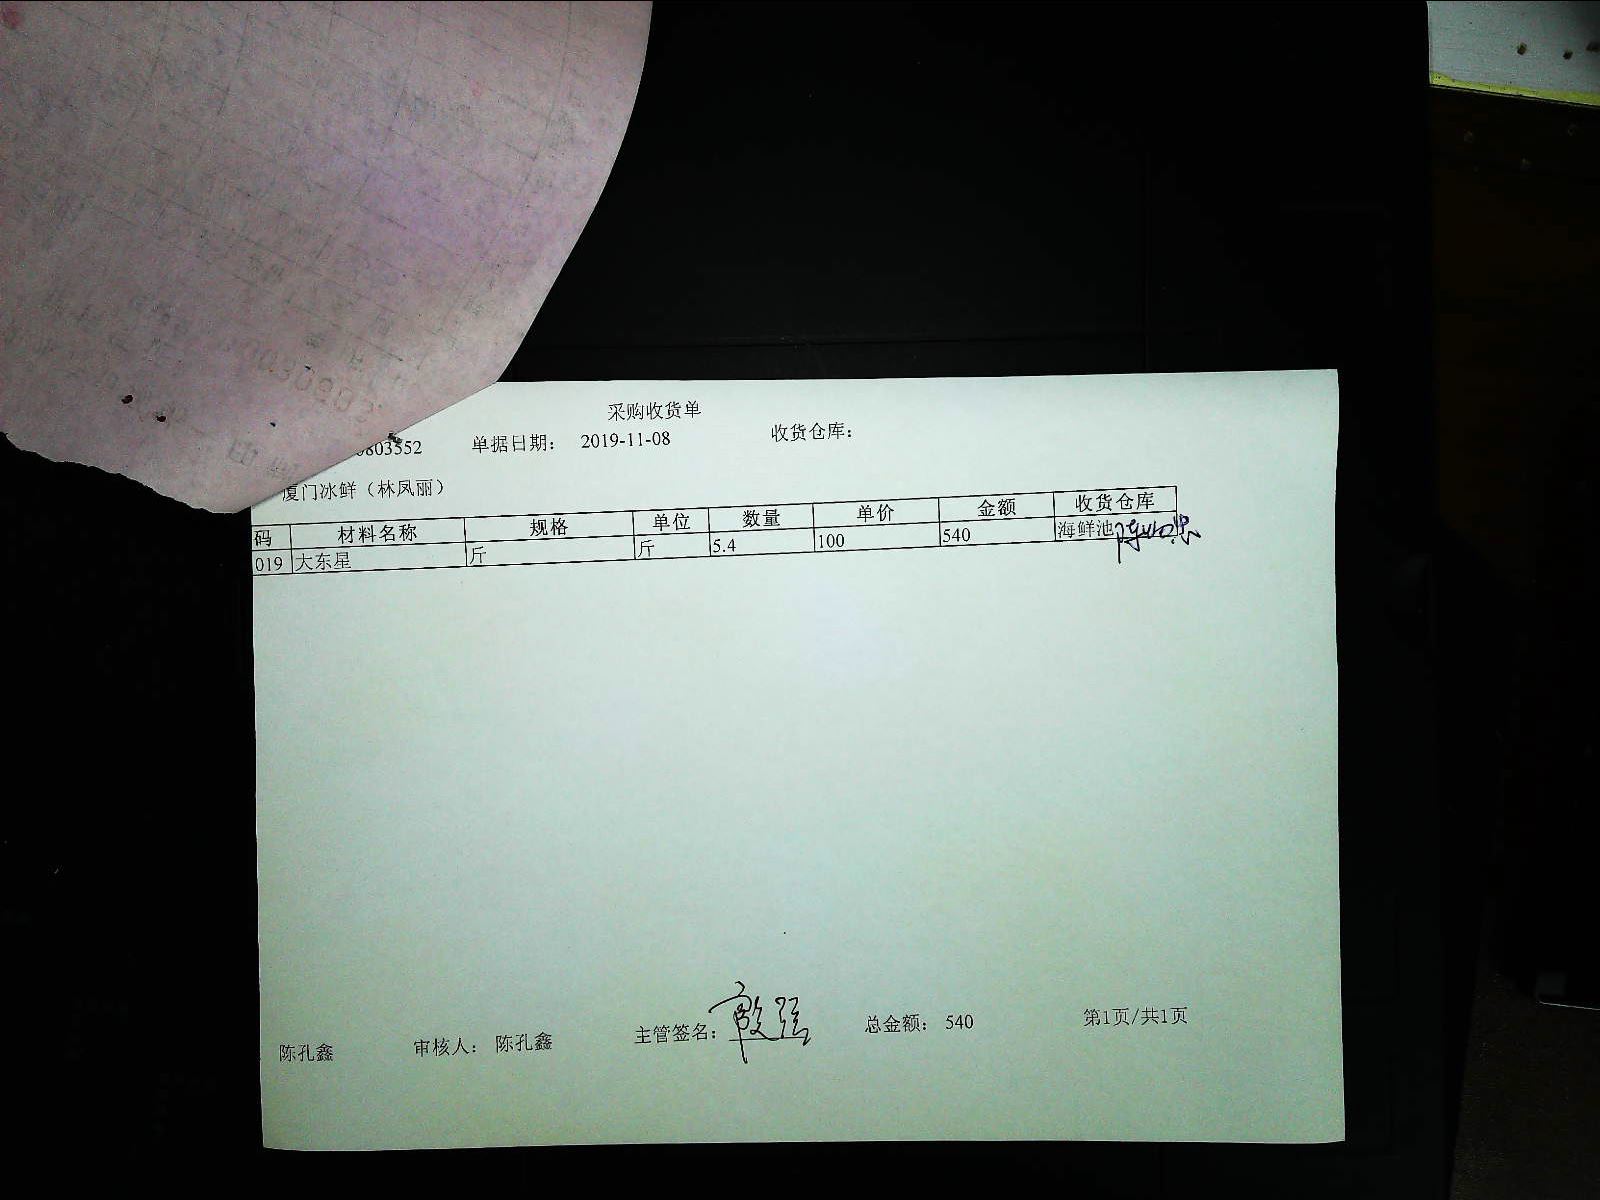 采购收货单
0803552 单据日期: 2019-11-08 收货仓库:
厦门冰鲜(林凤丽)
码 材料名称 规格 单位 数量 单价 金额 收货仓库
019 大东星 斤 斤 5.4 100 540 海鲜池
陈孔鑫 审核人: 陈孔鑫 主管签名: 总金额: 540 第1页/共1页